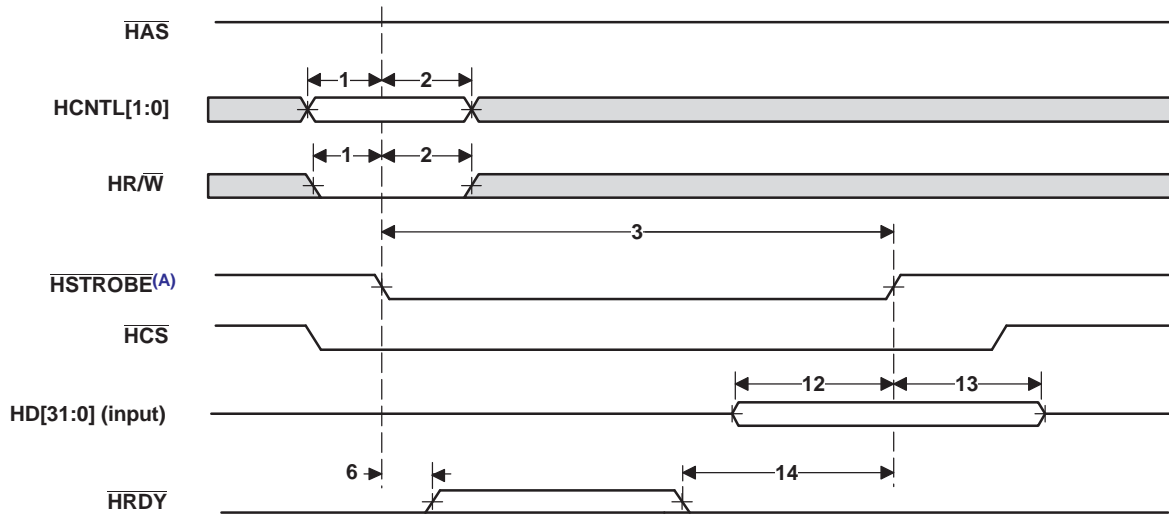 HAS
1 2
HCNTL[1:0]
1 2
HR/W
3
HSTROBE(A)
HCS
12 13
HD[31:0] (input)
6 14
HRDY